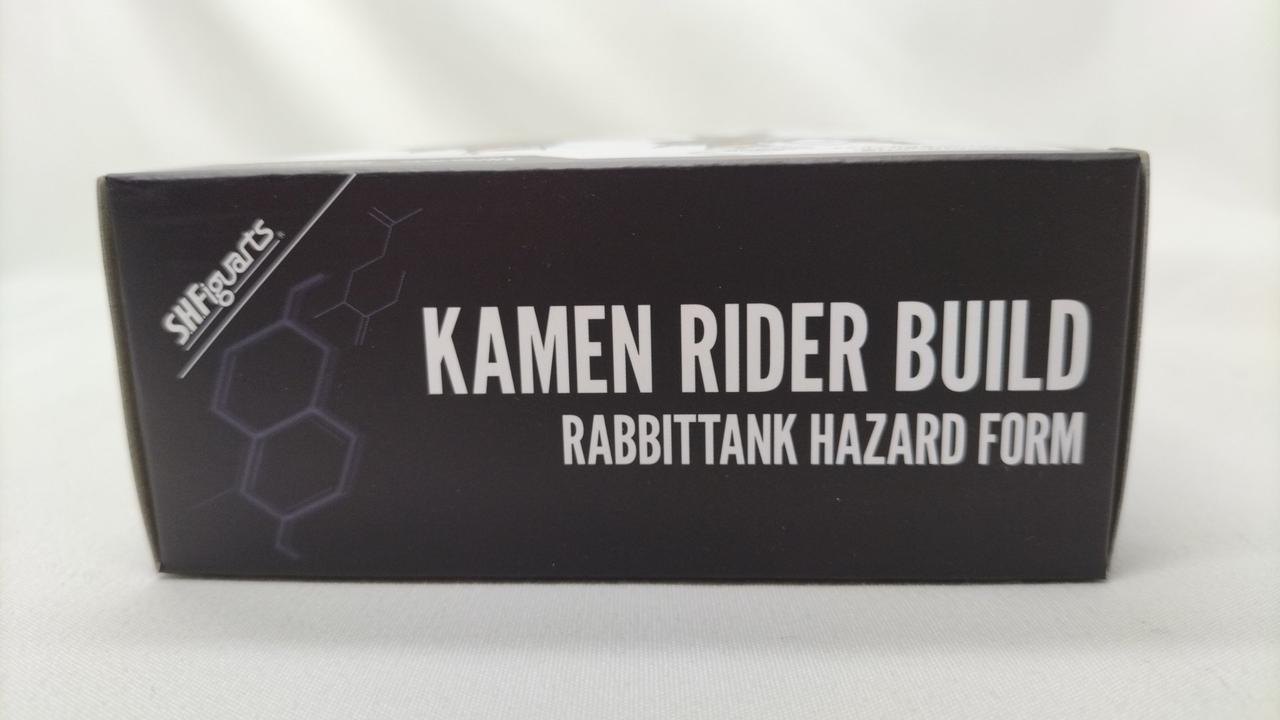 SHFiguarts
KAMEN RIDER BUILD
RABBITTANK HAZARD FORM